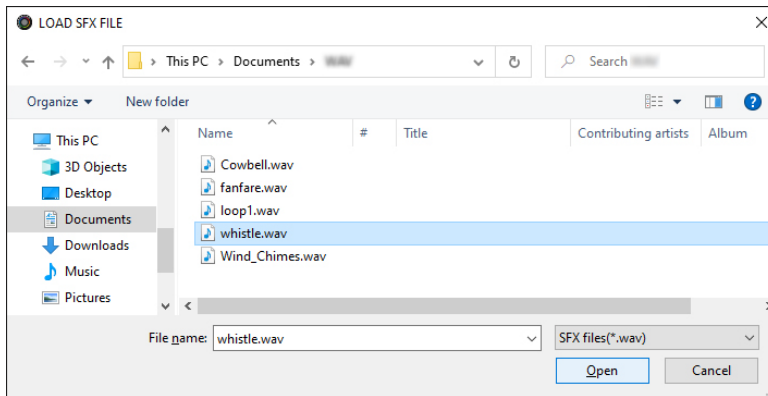 LOAD SFX FILE
This PC > Documents >
Search
Organize New folder
This PC
3D Objects
Desktop
Documents
Downloads
Music
Pictures
Name # Title Contributing artists Album
Cowbell.wav
fanfare.wav
loop1.wav
whistle.wav
Wind_Chimes.wav
File name: whistle.wav SFX files(*.wav)
Open Cancel